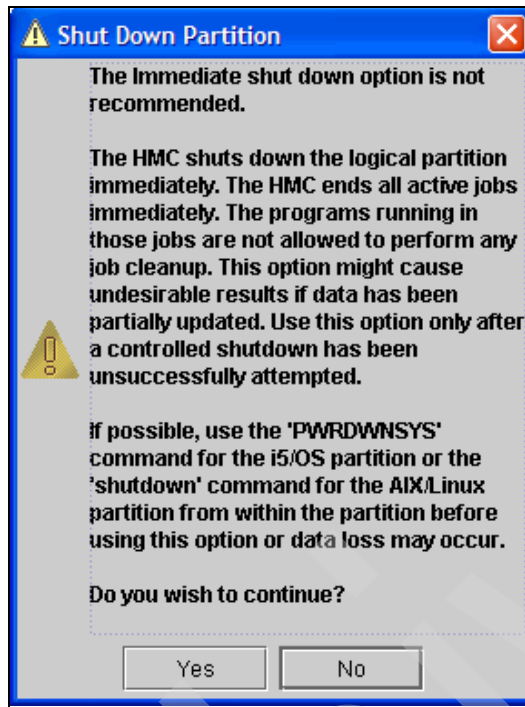 Shut Down Partition
The Immediate shut down option is not
recommended.
The HMC shuts down the logical partition
immediately. The HMC ends all active jobs
immediately. The programs running in
those jobs are not allowed to perform any
job cleanup. This option might cause
undesirable results if data has been
partially updated. Use this option only after
a controlled shutdown has been
unsuccessfully attempted.
If possible, use the 'PWRDWNSYS'
command for the i5/OS partition or the
'shutdown' command for the AIX/Linux
partition from within the partition before
using this option or data loss may occur.
Do you wish to continue?
Yes No